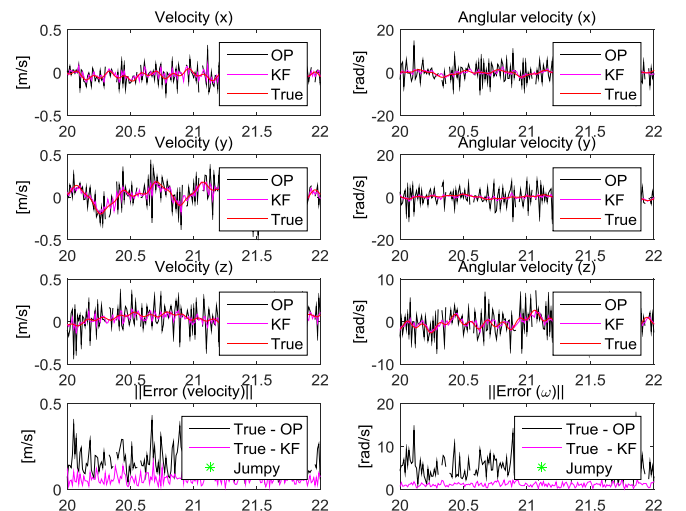 Velocity (x)
[m/s]
0.5
0
-0.5
20
20.5
21
21.5
22
OP
KF
True
Anglular velocity (x)
[rad/s]
20
0
-20
20
20.5
21
21.5
22
OP
KF
True
Velocity (y)
[m/s]
0.5
0
-0.5
20
20.5
21
21.5
22
OP
KF
True
Anglular velocity (y)
[rad/s]
20
0
-20
20
20.5
21
21.5
22
OP
KF
True
Velocity (z)
[m/s]
0.5
0
-0.5
20
20.5
21
21.5
22
OP
KF
True
Anglular velocity (z)
[rad/s]
10
0
-10
20
20.5
21
21.5
22
OP
KF
True
||Error (velocity)||
[m/s]
0.5
0
20
20.5
21
21.5
22
True - OP
True - KF
Jumpy
||Error (ω)||
[rad/s]
20
10
0
20
20.5
21
21.5
22
True - OP
True - KF
Jumpy